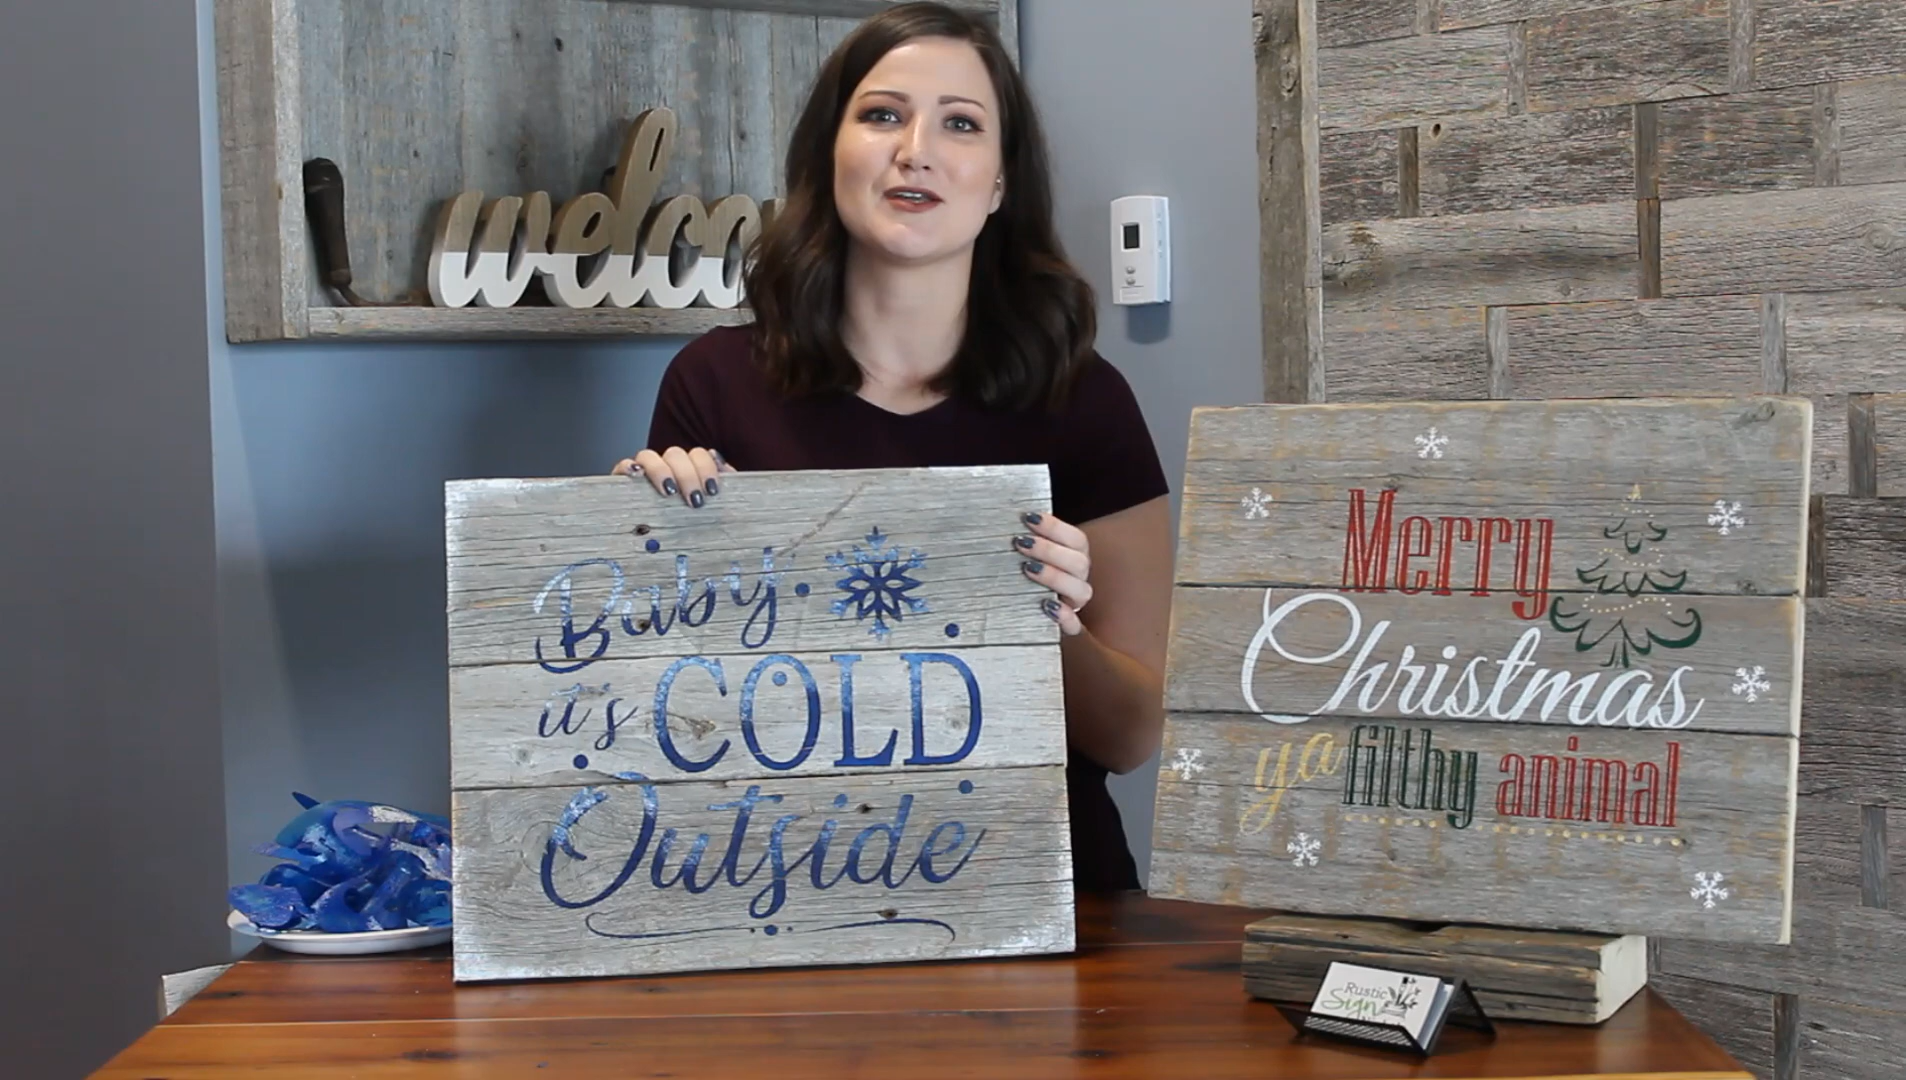 welco
Baby
it's COLD
Outside
Merry
Christmas
ya filthy animal
Rustic
Sign